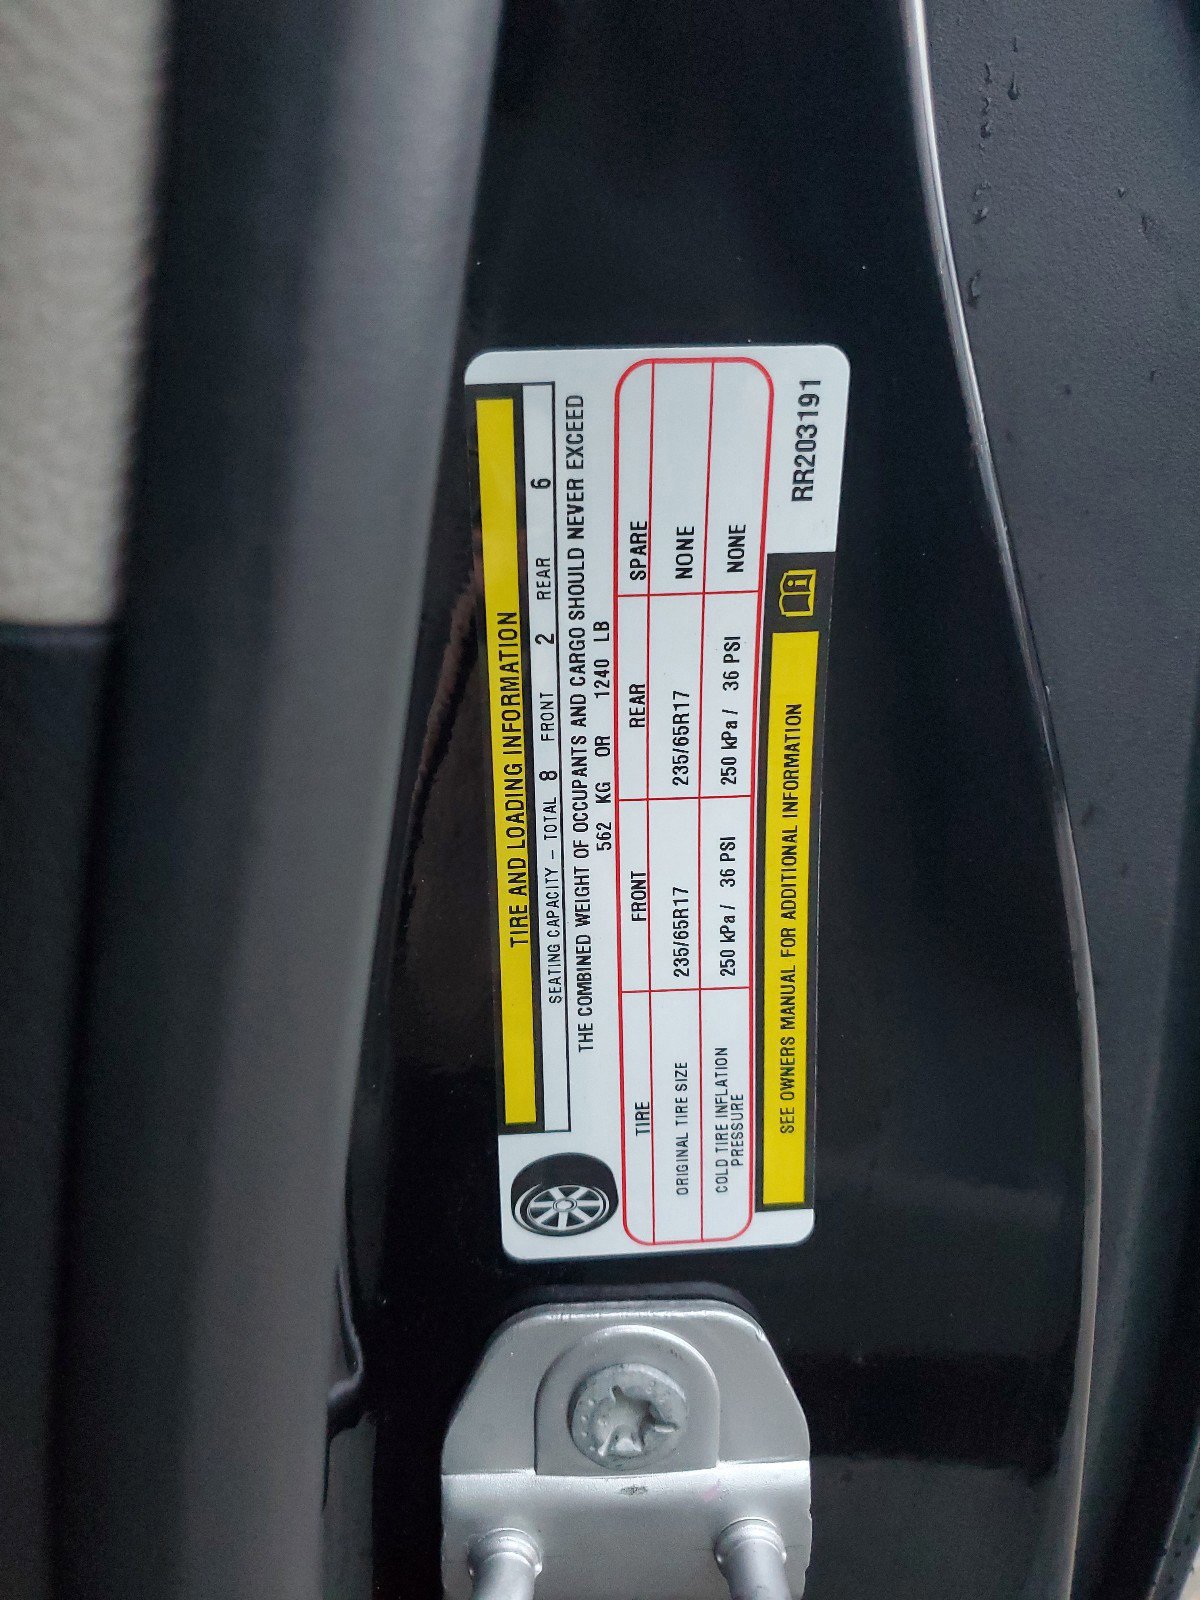 TIRE AND LOADING INFORMATION
SEATING CAPACITY - TOTAL 8 FRONT 2 REAR 6
THE COMBINED WEIGHT OF OCCUPANTS AND CARGO SHOULD NEVER EXCEED
562 KG OR 1240 LB
TIRE FRONT REAR SPARE
ORIGINAL TIRE SIZE 235/65R17 235/65R17 NONE
COLD TIRE INFLATION
PRESSURE 250 kPa / 36 PSI 250 kPa / 36 PSI NONE
SEE OWNERS MANUAL FOR ADDITIONAL INFORMATION
RR203191